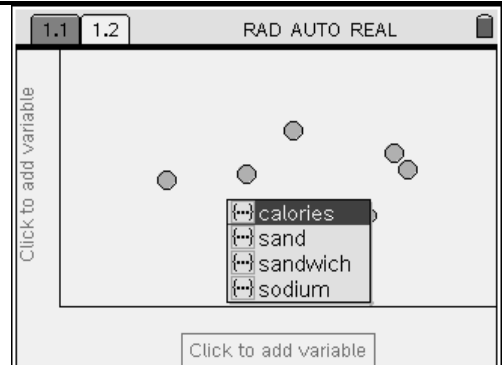 1.1 1.2 RAD AUTO REAL
Click to add variable
calories
sand
sandwich
sodium
Click to add variable